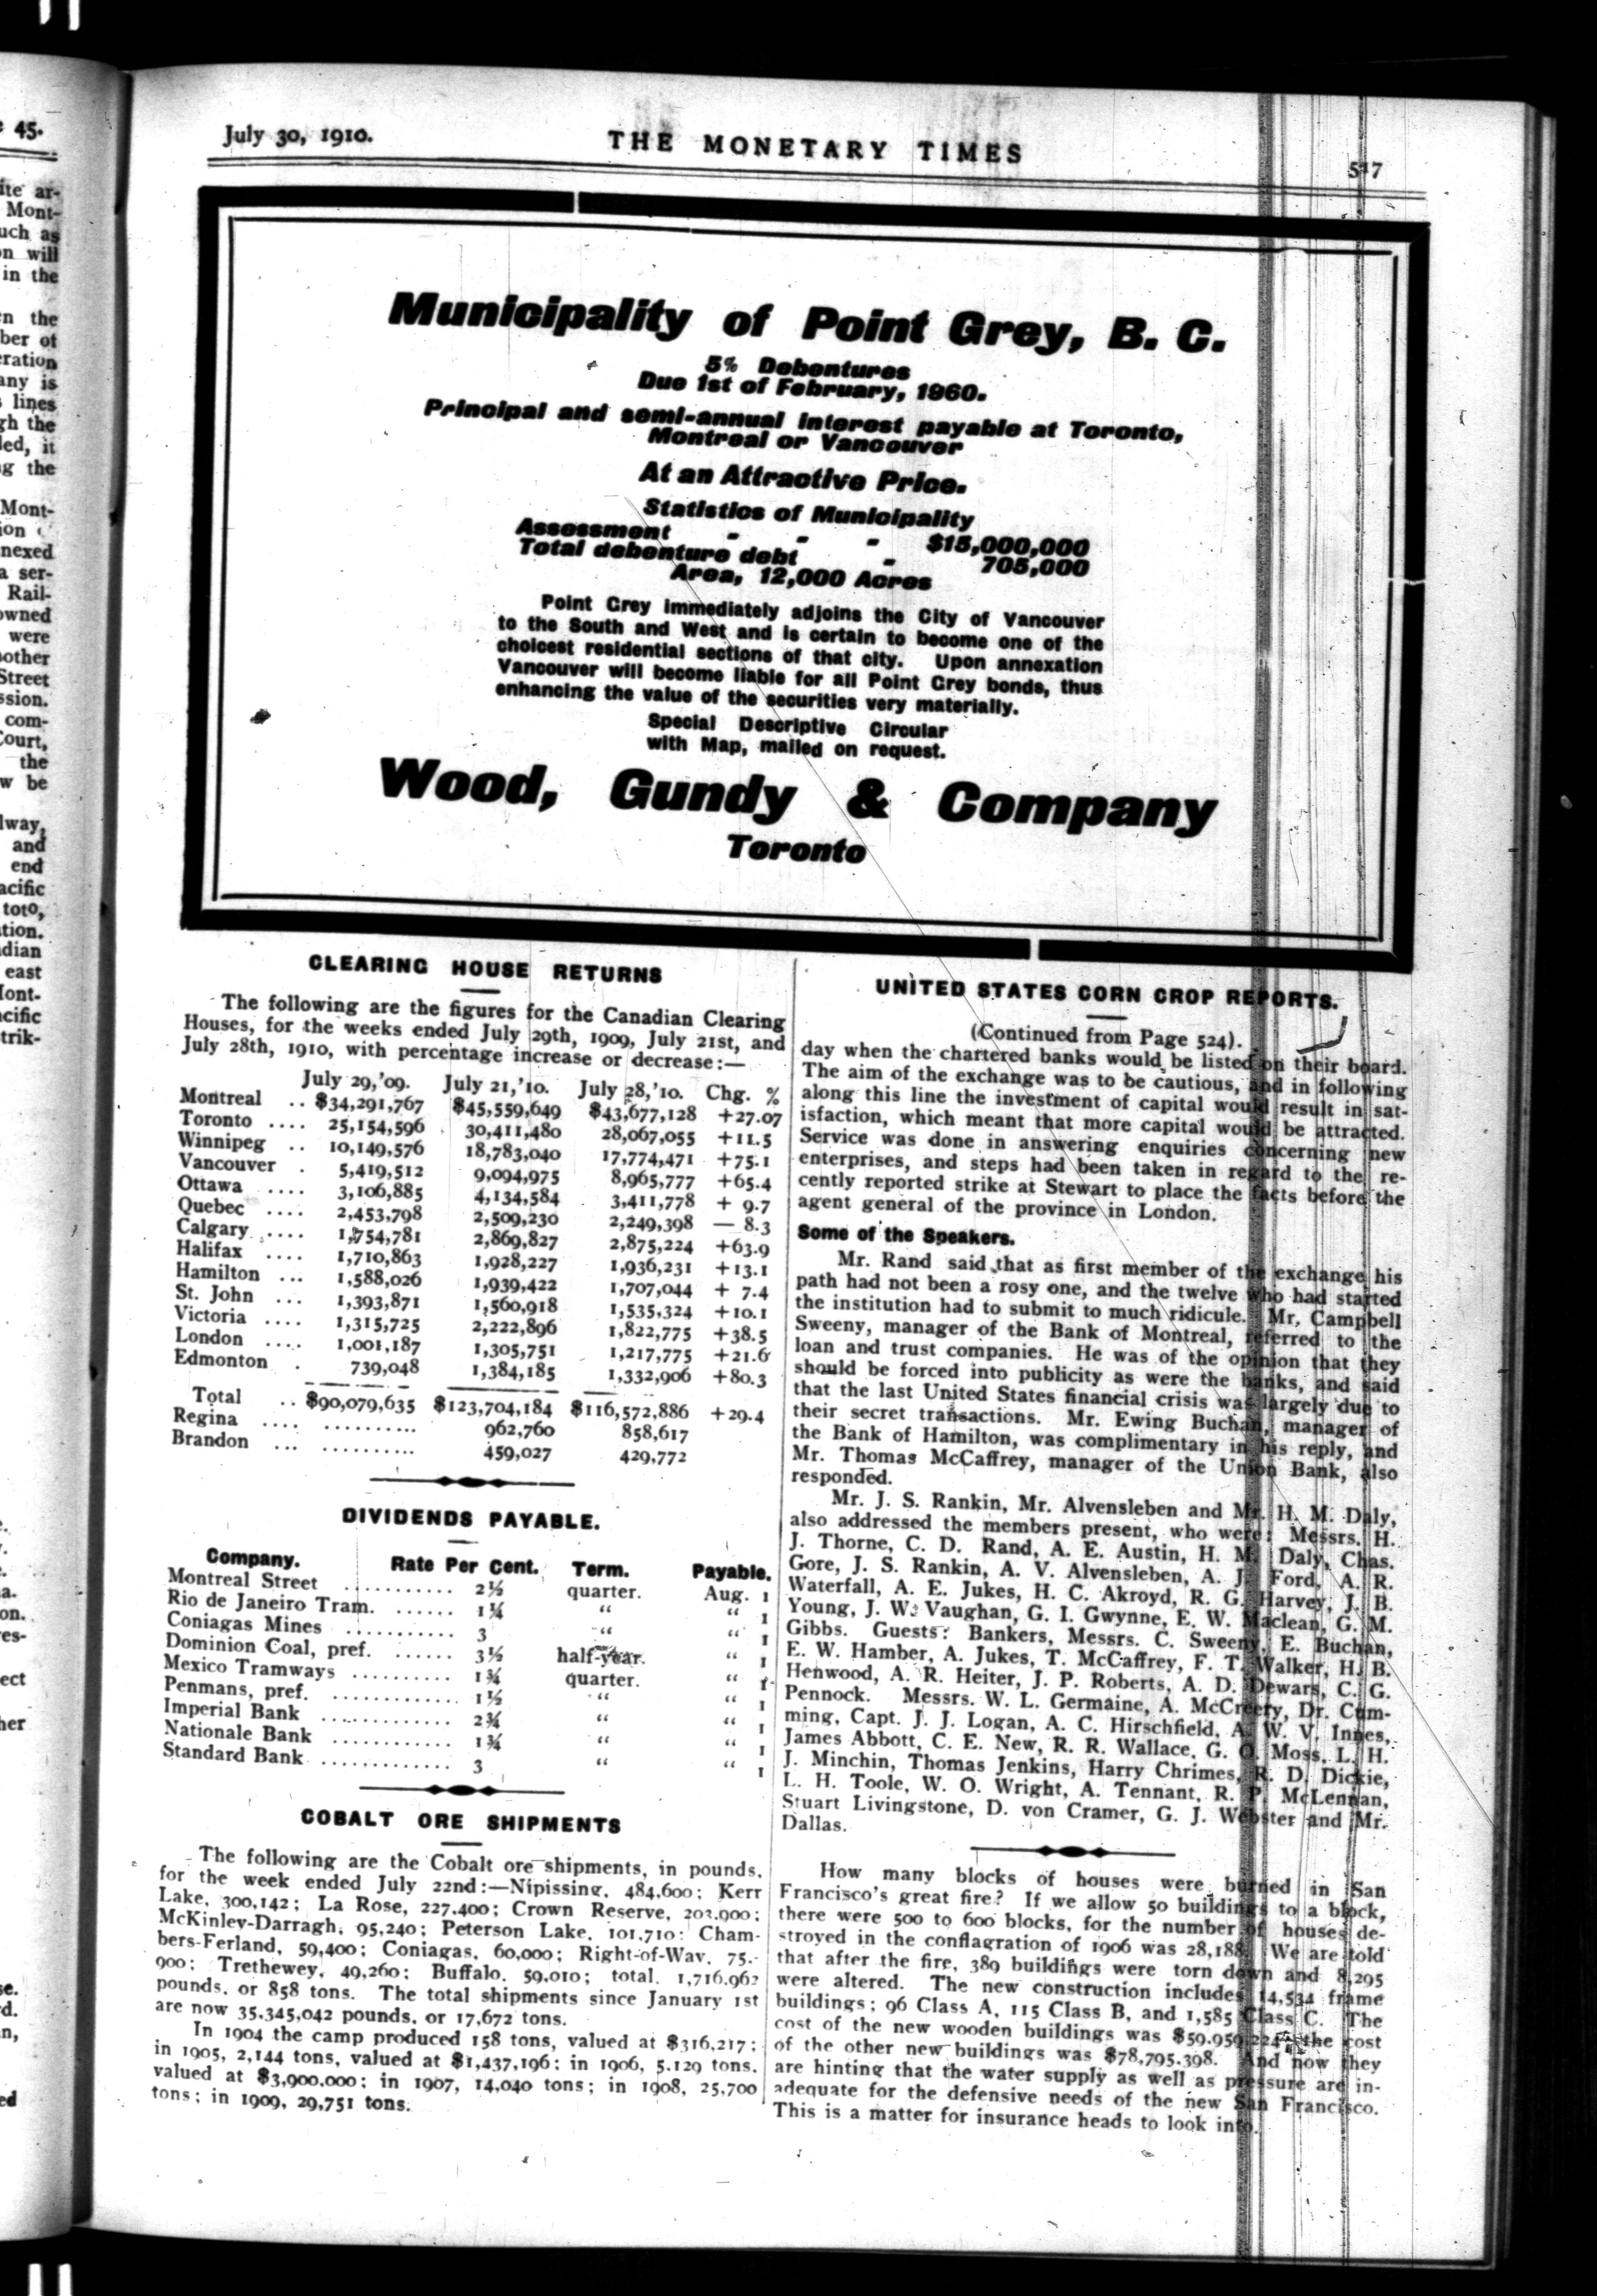 July 30, 1910.
THE MONETARY TIMES
517
Municipality of Point Grey, B. C.
5% Debentures
Due 1st of February, 1960.
Principal and semi-annual interest payable at Toronto,
Montreal or Vancouver
At an Attractive Price.
Statistics of Municipality
Assessment - - - $15,000,000
Total debenture debt - 705,000
Area, 12,000 Acres
Point Grey immediately adjoins the City of Vancouver
to the South and West and is certain to become one of the
choicest residential sections of that city. Upon annexation
Vancouver will become liable for all Point Grey bonds, thus
enhancing the value of the securities very materially.
Special Descriptive Circular
with Map, mailed on request.
Wood, Gundy & Company
Toronto
CLEARING HOUSE RETURNS
The following are the figures for the Canadian Clearing
Houses, for the weeks ended July 29th, 1909, July 21st, and
July 28th, 1910, with percentage increase or decrease:—
July 29,'09. July 21,'10. July 28,'10. Chg. %
Montreal .. $34,291,767 $45,559,649 $43,677,128 +27.07
Toronto .... 25,154,596 30,411,480 28,067,055 +11.5
Winnipeg .. 10,149,576 18,783,040 17,774,471 +75.1
Vancouver . 5,419,512 9,094,975 8,965,777 +65.4
Ottawa .... 3,106,885 4,134,584 3,411,778 + 9.7
Quebec .... 2,453,798 2,509,230 2,249,398 — 8.3
Calgary .... 1,754,781 2,869,827 2,875,224 +63.9
Halifax .... 1,710,863 1,928,227 1,936,231 +13.1
Hamilton ... 1,588,026 1,939,422 1,707,044 + 7.4
St. John ... 1,393,871 1,560,918 1,535,324 +10.1
Victoria .... 1,315,725 2,222,896 1,822,775 +38.5
London .... 1,001,187 1,305,751 1,217,775 +21.6
Edmonton . 739,048 1,384,185 1,332,906 +80.3
Total .. $90,079,635 $123,704,184 $116,572,886 +29.4
Regina .... .......... 962,760 858,617
Brandon ... .......... 459,027 429,772
DIVIDENDS PAYABLE.
Company. Rate Per Cent. Term. Payable.
Montreal Street ........... 2½ quarter. Aug. 1
Rio de Janeiro Tram. ...... 1¼ “ “ 1
Coniagas Mines ........... 3 “ “ 1
Dominion Coal, pref. ...... 3½ half-year. “ 1
Mexico Tramways .......... 1¾ quarter. “ 1
Penmans, pref. ............ 1½ “ “ 1
Imperial Bank ............. 2¾ “ “ 1
Nationale Bank ............ 1¾ “ “ 1
Standard Bank ............. 3 “ “ 1
COBALT ORE SHIPMENTS
The following are the Cobalt ore shipments, in pounds,
for the week ended July 22nd:—Nipissing, 484,600; Kerr
Lake, 300,142; La Rose, 227,400; Crown Reserve, 203,900;
McKinley-Darragh, 95,240; Peterson Lake, 101,710; Cham-
bers-Ferland, 59,400; Coniagas, 60,000; Right-of-Way, 75,-
900; Trethewey, 49,260; Buffalo, 59,010; total, 1,716,962
pounds, or 858 tons. The total shipments since January 1st
are now 35,345,042 pounds, or 17,672 tons.
In 1904 the camp produced 158 tons, valued at $316,217;
in 1905, 2,144 tons, valued at $1,437,196; in 1906, 5,129 tons,
valued at $3,900,000; in 1907, 14,040 tons; in 1908, 25,700
tons; in 1909, 29,751 tons.
UNITED STATES CORN CROP REPORTS.
(Continued from Page 524).
day when the chartered banks would be listed on their board.
The aim of the exchange was to be cautious, and in following
along this line the investment of capital would result in sat-
isfaction, which meant that more capital would be attracted.
Service was done in answering enquiries concerning new
enterprises, and steps had been taken in regard to the re-
cently reported strike at Stewart to place the facts before the
agent general of the province in London.
Some of the Speakers.
Mr. Rand said that as first member of the exchange his
path had not been a rosy one, and the twelve who had started
the institution had to submit to much ridicule. Mr. Campbell
Sweeny, manager of the Bank of Montreal, referred to the
loan and trust companies. He was of the opinion that they
should be forced into publicity as were the banks, and said
that the last United States financial crisis was largely due to
their secret transactions. Mr. Ewing Buchan, manager of
the Bank of Hamilton, was complimentary in his reply, and
Mr. Thomas McCaffrey, manager of the Union Bank, also
responded.
Mr. J. S. Rankin, Mr. Alvensleben and Mr. H. M. Daly,
also addressed the members present, who were: Messrs. H.
J. Thorne, C. D. Rand, A. E. Austin, H. M. Daly, Chas.
Gore, J. S. Rankin, A. V. Alvensleben, A. J. Ford, A. R.
Waterfall, A. E. Jukes, H. C. Akroyd, R. G. Harvey, J. B.
Young, J. W. Vaughan, G. I. Gwynne, E. W. Maclean, G. M.
Gibbs. Guests: Bankers, Messrs. C. Sweeny, E. Buchan,
E. W. Hamber, A. Jukes, T. McCaffrey, F. T. Walker, H. B.
Henwood, A. R. Heiter, J. P. Roberts, A. D. Dewars, C. G.
Pennock. Messrs. W. L. Germaine, A. McCreery, Dr. Cum-
ming, Capt. J. J. Logan, A. C. Hirschfield, A. W. V. Innes,
James Abbott, C. E. New, R. R. Wallace, G. O. Moss, L. H.
J. Minchin, Thomas Jenkins, Harry Chrimes, R. D. Dickie,
L. H. Toole, W. O. Wright, A. Tennant, R. P. McLennan,
Stuart Livingstone, D. von Cramer, G. J. Webster and Mr.
Dallas.
How many blocks of houses were burned in San
Francisco's great fire? If we allow 50 buildings to a block,
there were 500 to 600 blocks, for the number of houses de-
stroyed in the conflagration of 1906 was 28,188. We are told
that after the fire, 389 buildings were torn down and 8,295
were altered. The new construction includes 14,534 frame
buildings; 96 Class A, 115 Class B, and 1,585 Class C. The
cost of the new wooden buildings was the cost
of the other new buildings was $78,795,398. And now they
are hinting that the water supply as well as pressure are in-
adequate for the defensive needs of the new San Francisco.
This is a matter for insurance heads to look into.